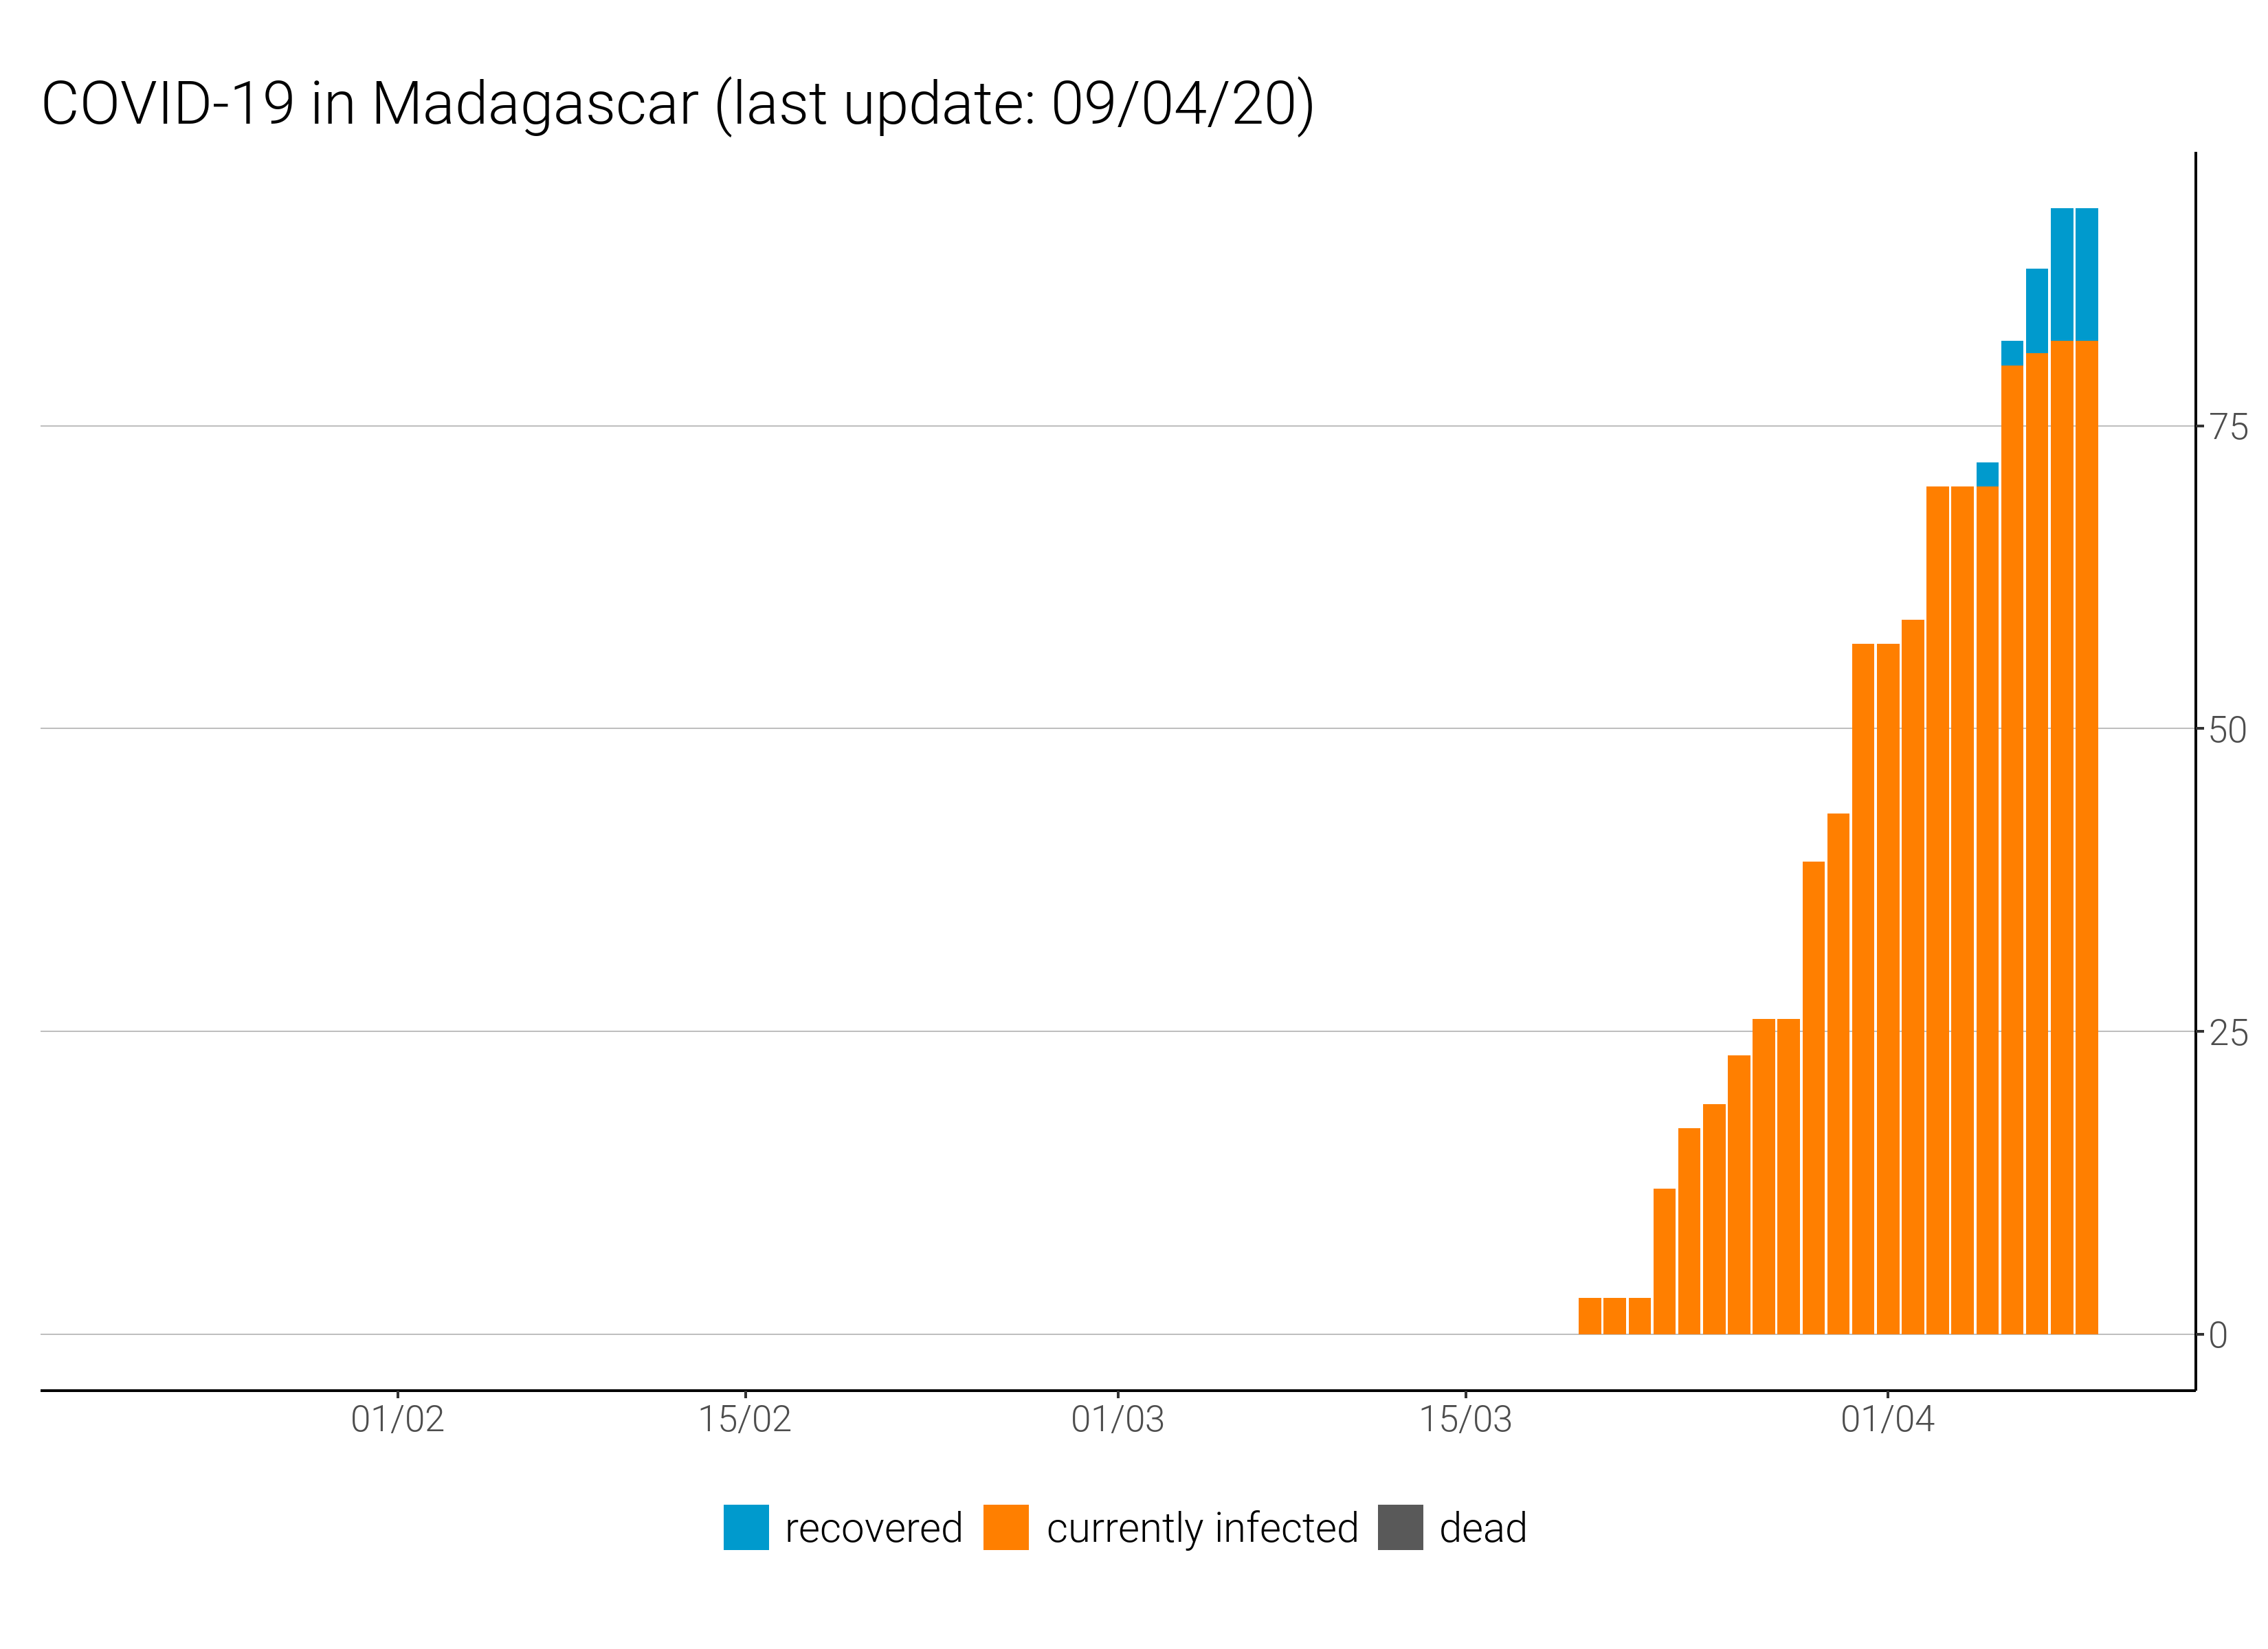 COVID-19 in Madagascar (last update: 09/04/20)
75
50
25
0
01/02 15/02 01/03 15/03 01/04
recovered currently infected dead